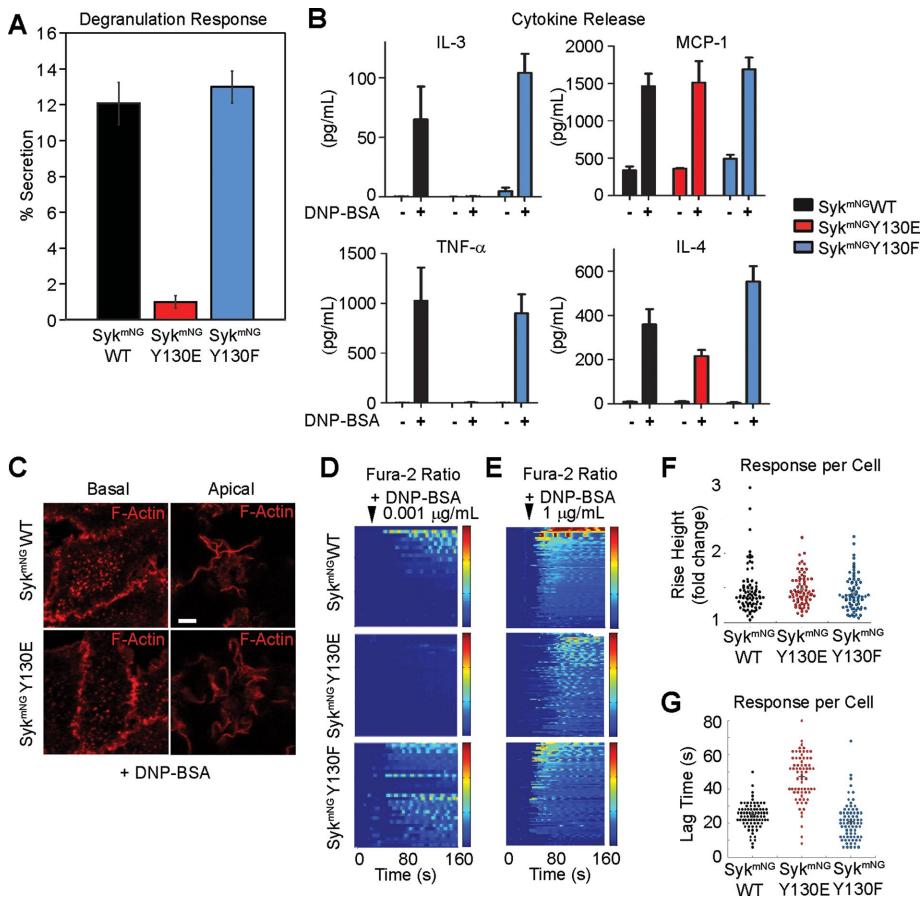 A
Degranulation Response
% Secretion
16
14
12
10
8
6
4
2
0
Syk^mNG Syk^mNG Syk^mNG
WT Y130E Y130F
B
Cytokine Release
IL-3
(pg/mL)
100
50
0
DNP-BSA - + - + - +
MCP-1
(pg/mL)
2000
1500
1000
500
0
- + - + - +
TNF-α
(pg/mL)
1500
1000
500
0
DNP-BSA - + - + - +
IL-4
(pg/mL)
600
400
200
0
- + - + - +
Syk^mNG WT
Syk^mNG Y130E
Syk^mNG Y130F
C
Basal Apical
Syk^mNG WT
F-Actin F-Actin
Syk^mNG Y130E
F-Actin F-Actin
+ DNP-BSA
D
Fura-2 Ratio
+ DNP-BSA
0.001 µg/mL
Syk^mNG WT
Syk^mNG Y130E
Syk^mNG Y130F
0 80 160
Time (s)
E
Fura-2 Ratio
+ DNP-BSA
1 µg/mL
0 80 160
Time (s)
F
Response per Cell
Rise Height
(fold change)
3
2
1
Syk^mNG Syk^mNG Syk^mNG
WT Y130E Y130F
G
Response per Cell
Lag Time (s)
80
60
40
20
0
Syk^mNG Syk^mNG Syk^mNG
WT Y130E Y130F